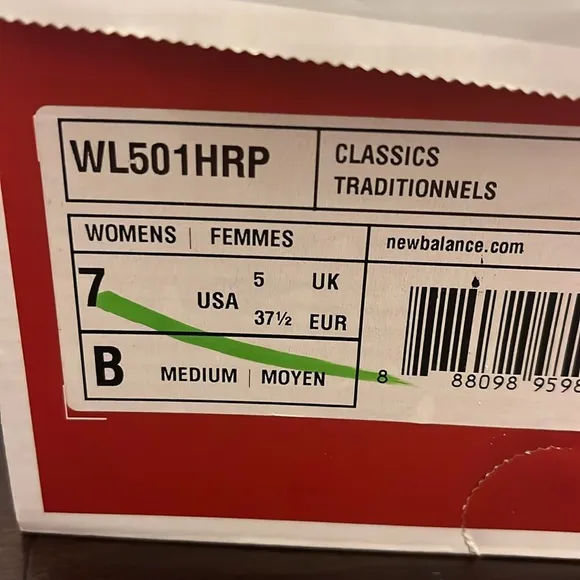 WL501HRP
CLASSICS
TRADITIONNELS
WOMENS | FEMMES
newbalance.com
7 USA 5 UK
37½ EUR
B MEDIUM | MOYEN
8 88098 9598